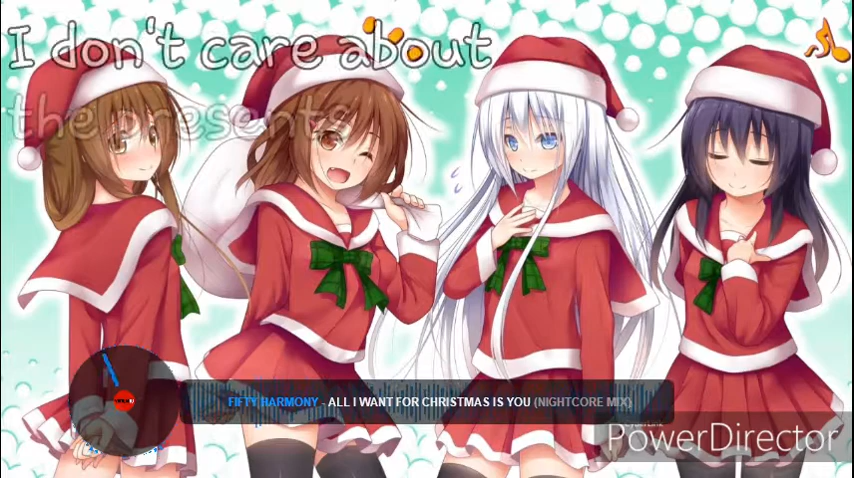 I don't care about
the presents
FIFTY HARMONY - ALL I WANT FOR CHRISTMAS IS YOU (NIGHTCORE MIX)
PowerDirector